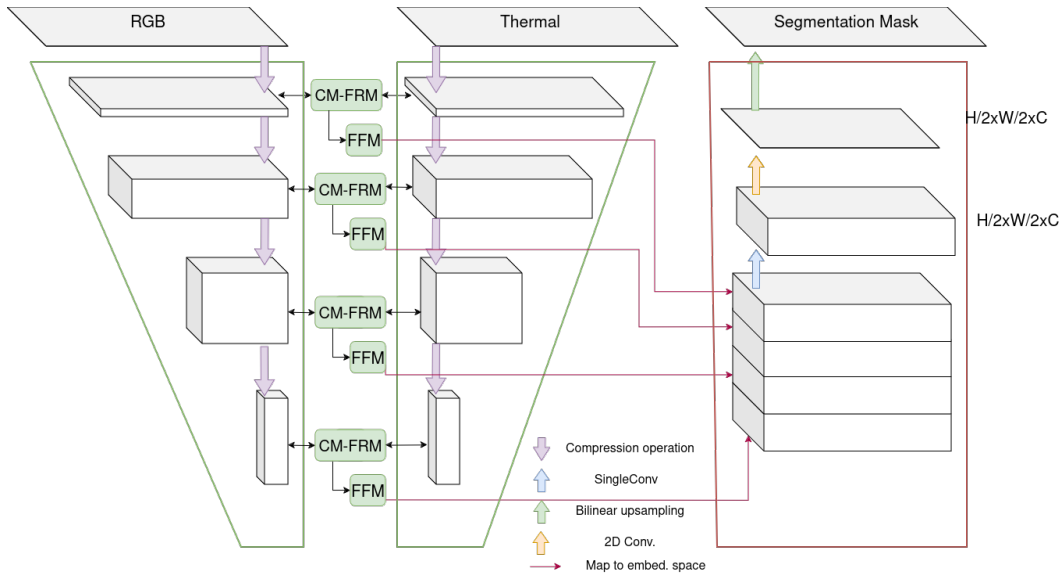 RGB
Thermal
Segmentation Mask
CM-FRM
H/2xW/2xC
FFM
CM-FRM
H/2xW/2xC
FFM
CM-FRM
FFM
CM-FRM
Compression operation
FFM
SingleConv
Bilinear upsampling
2D Conv.
Map to embed. space